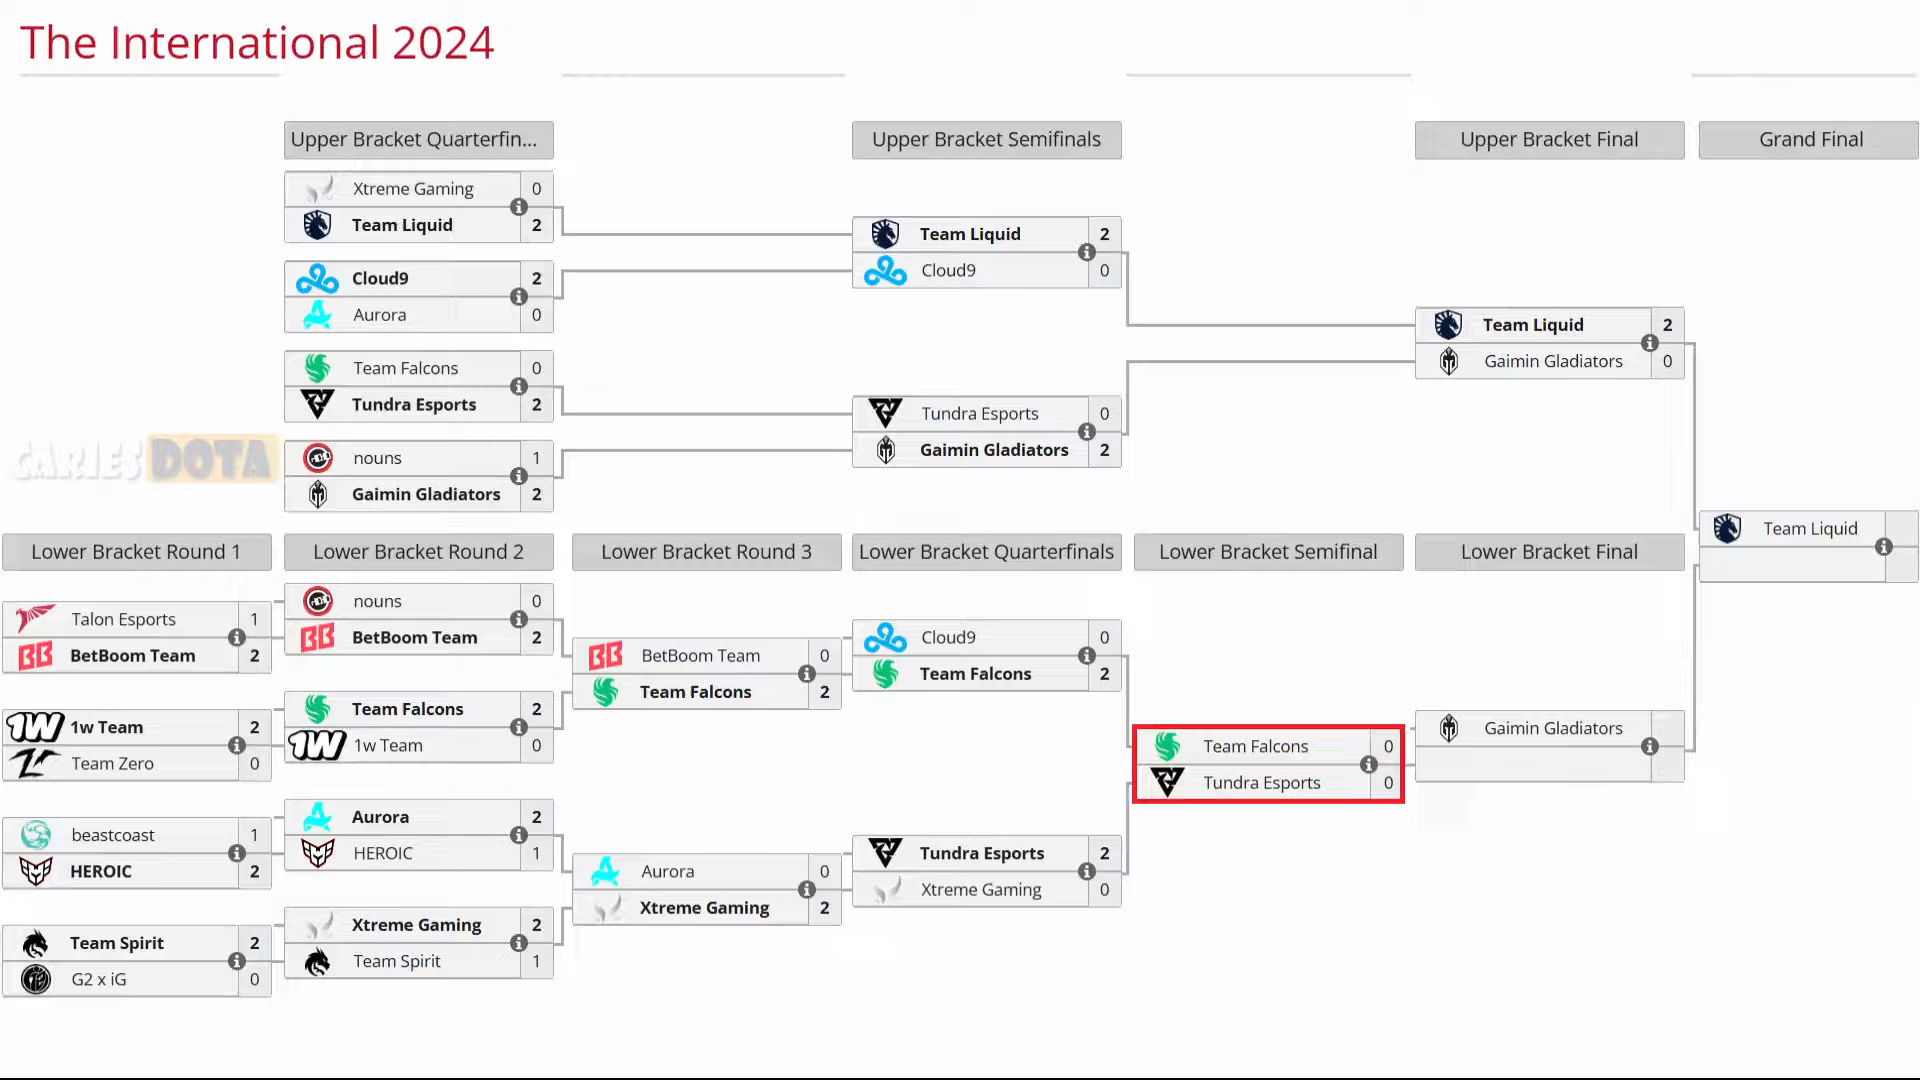 The International 2024
Upper Bracket Quarterfin...
Upper Bracket Semifinals
Upper Bracket Final
Grand Final
Xtreme Gaming 0
Team Liquid 2
Cloud9 2
Aurora 0
Team Falcons 0
Tundra Esports 2
nouns 1
Gaimin Gladiators 2
Team Liquid 2
Cloud9 0
Tundra Esports 0
Gaimin Gladiators 2
Team Liquid 2
Gaimin Gladiators 0
Team Liquid
CARIES DOTA
Lower Bracket Round 1
Lower Bracket Round 2
Lower Bracket Round 3
Lower Bracket Quarterfinals
Lower Bracket Semifinal
Lower Bracket Final
Talon Esports 1
BetBoom Team 2
1w Team 2
Team Zero 0
beastcoast 1
HEROIC 2
Team Spirit 2
G2 x iG 0
nouns 0
BetBoom Team 2
Team Falcons 2
1w Team 0
Aurora 2
HEROIC 1
Xtreme Gaming 2
Team Spirit 1
BetBoom Team 0
Team Falcons 2
Aurora 0
Xtreme Gaming 2
Cloud9 0
Team Falcons 2
Tundra Esports 2
Xtreme Gaming 0
Team Falcons 0
Tundra Esports 0
Gaimin Gladiators